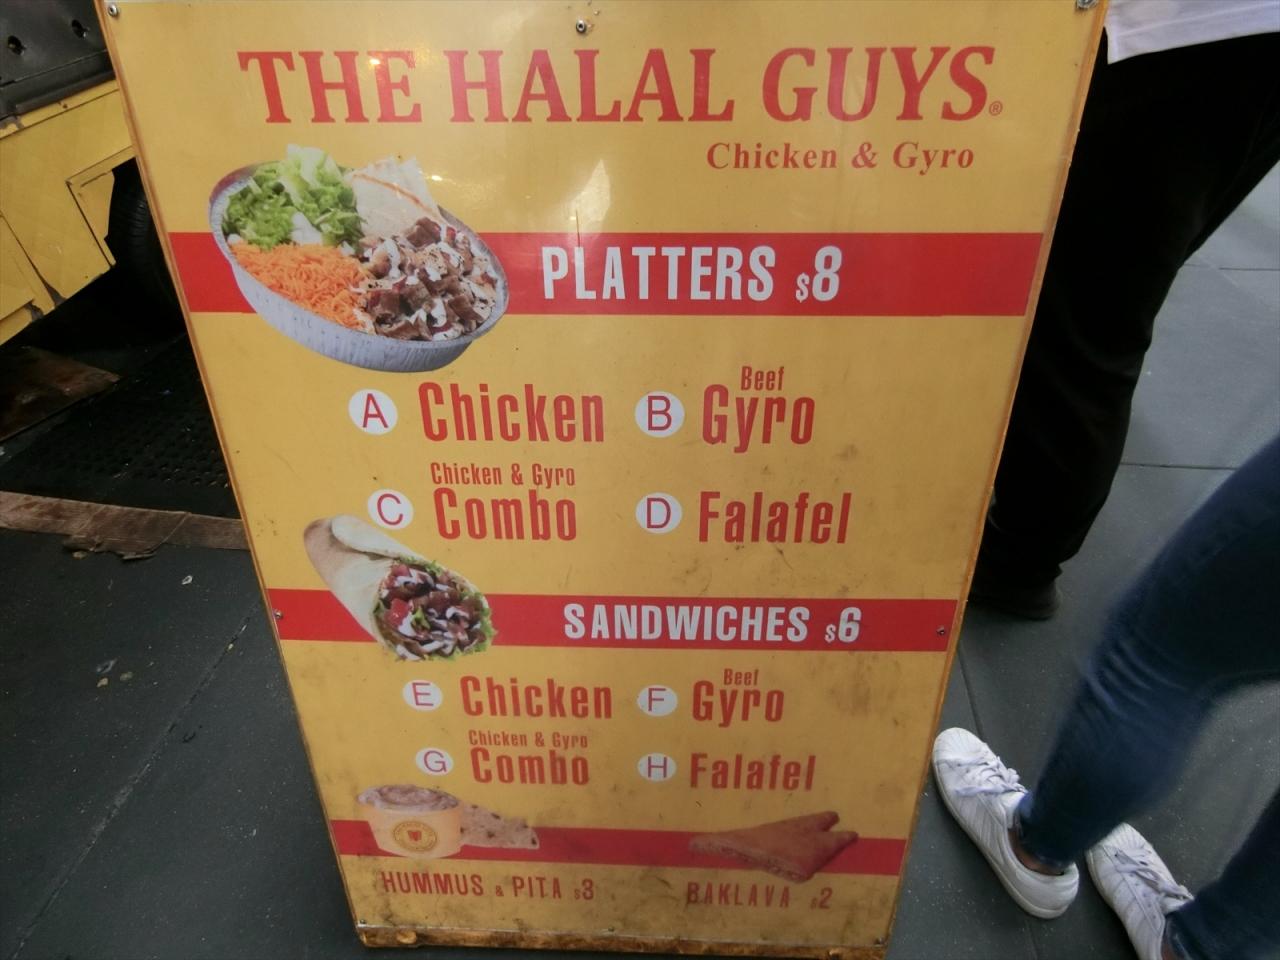 THE HALAL GUYS®
Chicken & Gyro
PLATTERS $8
A Chicken
B Beef Gyro
C Chicken & Gyro Combo
D Falafel
SANDWICHES $6
E Chicken
F Beef Gyro
G Chicken & Gyro Combo
H Falafel
HUMMUS & PITA $3
BAKLAVA $2